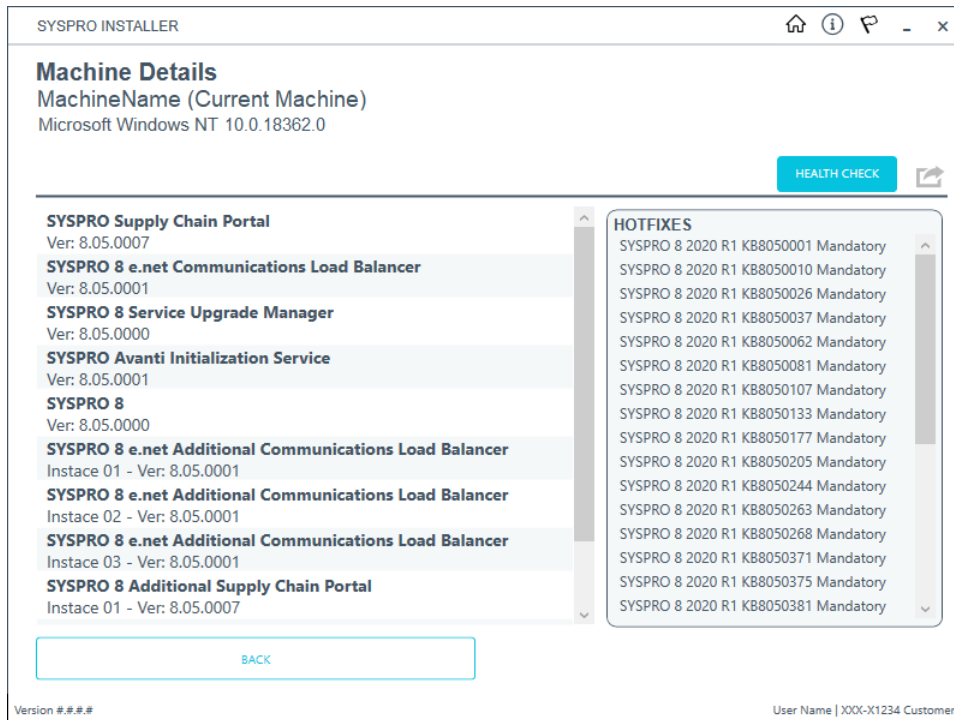 SYSPRO INSTALLER
Machine Details
MachineName (Current Machine)
Microsoft Windows NT 10.0.18362.0
HEALTH CHECK
SYSPRO Supply Chain Portal
Ver: 8.05.0007
SYSPRO 8 e.net Communications Load Balancer
Ver: 8.05.0001
SYSPRO 8 Service Upgrade Manager
Ver: 8.05.0000
SYSPRO Avanti Initialization Service
Ver: 8.05.0001
SYSPRO 8
Ver: 8.05.0000
SYSPRO 8 e.net Additional Communications Load Balancer
Instace 01 - Ver: 8.05.0001
SYSPRO 8 e.net Additional Communications Load Balancer
Instace 02 - Ver: 8.05.0001
SYSPRO 8 e.net Additional Communications Load Balancer
Instace 03 - Ver: 8.05.0001
SYSPRO 8 Additional Supply Chain Portal
Instace 01 - Ver: 8.05.0007
HOTFIXES
SYSPRO 8 2020 R1 KB8050001 Mandatory
SYSPRO 8 2020 R1 KB8050010 Mandatory
SYSPRO 8 2020 R1 KB8050026 Mandatory
SYSPRO 8 2020 R1 KB8050037 Mandatory
SYSPRO 8 2020 R1 KB8050062 Mandatory
SYSPRO 8 2020 R1 KB8050081 Mandatory
SYSPRO 8 2020 R1 KB8050107 Mandatory
SYSPRO 8 2020 R1 KB8050133 Mandatory
SYSPRO 8 2020 R1 KB8050177 Mandatory
SYSPRO 8 2020 R1 KB8050205 Mandatory
SYSPRO 8 2020 R1 KB8050244 Mandatory
SYSPRO 8 2020 R1 KB8050263 Mandatory
SYSPRO 8 2020 R1 KB8050268 Mandatory
SYSPRO 8 2020 R1 KB8050371 Mandatory
SYSPRO 8 2020 R1 KB8050375 Mandatory
SYSPRO 8 2020 R1 KB8050381 Mandatory
BACK
Version #.#.#.#
User Name | XXX-X1234 Customer